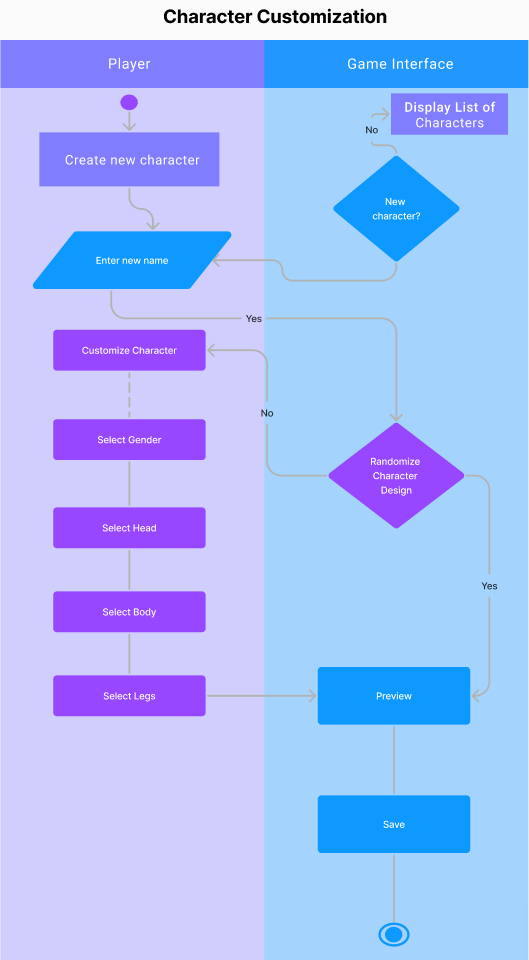 Character Customization
Player
Game Interface
Display List of
Characters
No
Create new character
New
character?
Enter new name
Yes
Customize Character
No
Select Gender
Randomize
Character
Design
Select Head
Yes
Select Body
Select Legs
Preview
Save